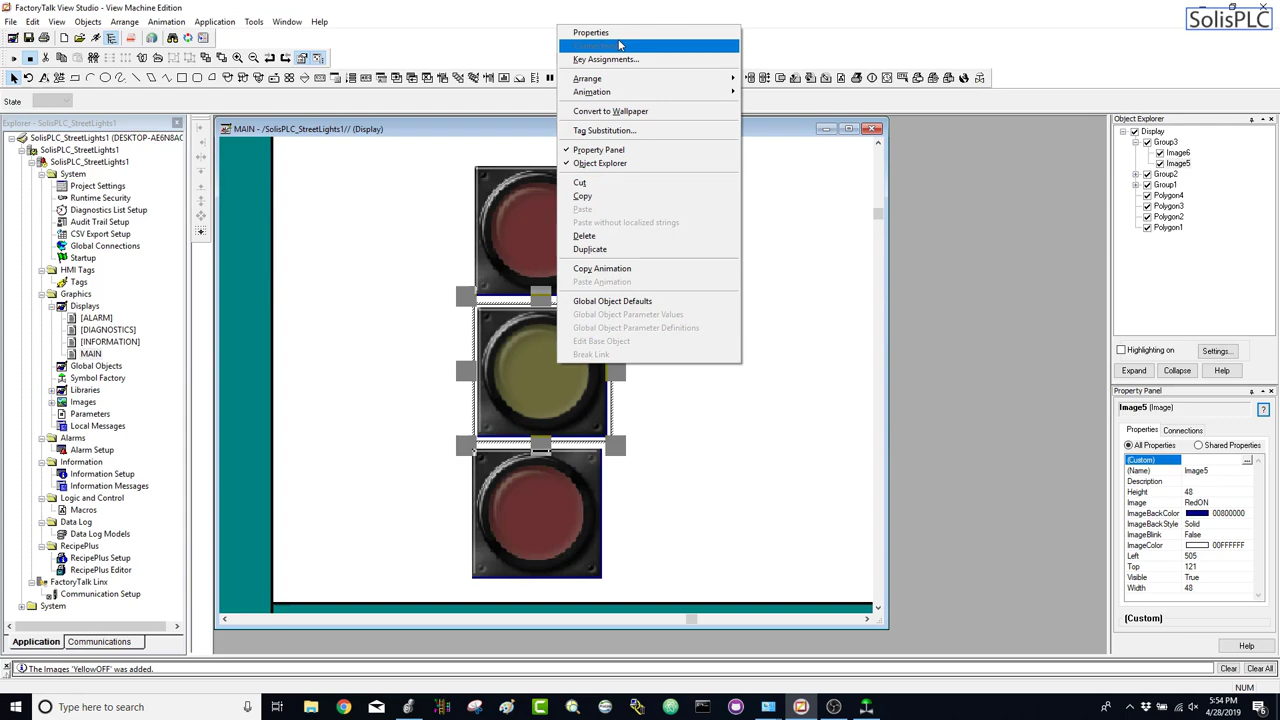 FactoryTalk View Studio - View Machine Edition
SolisPLC
File Edit View Objects Arrange Animation Application Tools Window Help
State
Explorer - SolisPLC_StreetLights1
SolisPLC_StreetLights1 (DESKTOP-AE6N8AC
SolisPLC_StreetLights1
SolisPLC_StreetLights1
System
Project Settings
Runtime Security
Diagnostics List Setup
Audit Trail Setup
CSV Export Setup
Global Connections
Startup
HMI Tags
Tags
Graphics
Displays
[ALARM]
[DIAGNOSTICS]
[INFORMATION]
MAIN
Global Objects
Symbol Factory
Libraries
Images
Parameters
Local Messages
Alarms
Alarm Setup
Information
Information Setup
Information Messages
Logic and Control
Macros
Data Log
Data Log Models
RecipePlus
RecipePlus Setup
RecipePlus Editor
FactoryTalk Linx
Communication Setup
System
Application Communications
MAIN - /SolisPLC_StreetLights1// (Display)
Properties
Key Assignments...
Arrange
Animation
Convert to Wallpaper
Tag Substitution...
Property Panel
Object Explorer
Cut
Copy
Paste
Paste without localized strings
Delete
Duplicate
Copy Animation
Paste Animation
Global Object Defaults
Global Object Parameter Values
Global Object Parameter Definitions
Edit Base Object
Break Link
Object Explorer
Display
Group3
Image6
Image5
Group2
Group1
Polygon4
Polygon3
Polygon2
Polygon1
Highlighting on Settings...
Expand Collapse Help
Property Panel
Image5 (Image)
Properties Connections
All Properties Shared Properties
(Custom)
(Name) Image5
Description
Height 48
Image RedON
ImageBackColor 00800000
ImageBackStyle Solid
ImageBlink False
ImageColor 00FFFFFF
Left 505
Top 121
Visible True
Width 48
(Custom)
Help
The Images 'YellowOFF' was added.
Clear Clear All
NUM
Type here to search
5:54 PM
4/28/2019